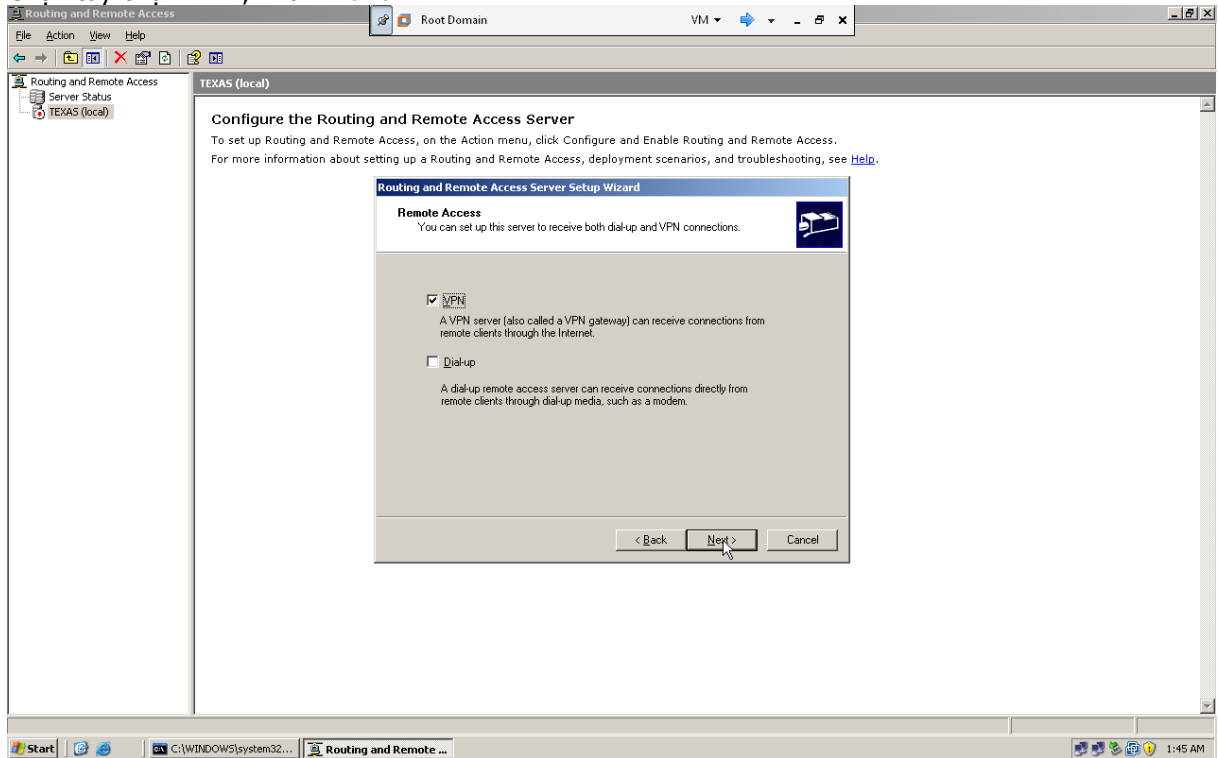 Routing and Remote Access
Root Domain
VM
File Action View Help
Routing and Remote Access
Server Status
TEXAS (local)
TEXAS (local)
Configure the Routing and Remote Access Server
To set up Routing and Remote Access, on the Action menu, click Configure and Enable Routing and Remote Access.
For more information about setting up a Routing and Remote Access, deployment scenarios, and troubleshooting, see Help.
Routing and Remote Access Server Setup Wizard
Remote Access
You can set up this server to receive both dial-up and VPN connections.
VPN
A VPN server (also called a VPN gateway) can receive connections from
remote clients through the Internet.
Dial-up
A dial-up remote access server can receive connections directly from
remote clients through dial-up media, such as a modem.
< Back Next > Cancel
Start C:\WINDOWS\system32... Routing and Remote ... 1:45 AM